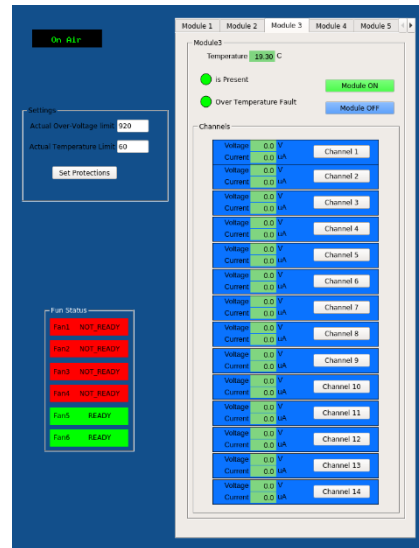 On Air
Settings
Actual Over-Voltage limit 920
Actual Temperature Limit 60
Set Protections
Fun Status
Fan1 NOT_READY
Fan2 NOT_READY
Fan3 NOT_READY
Fan4 NOT_READY
Fan5 READY
Fan6 READY
Module 1 Module 2 Module 3 Module 4 Module 5
Module3
Temperature 19.30 C
is Present
Module ON
Over Temperature Fault
Module OFF
Channels
Voltage 0.0 V
Current 0.0 uA
Channel 1
Voltage 0.0 V
Current 0.0 uA
Channel 2
Voltage 0.0 V
Current 0.0 uA
Channel 3
Voltage 0.0 V
Current 0.0 uA
Channel 4
Voltage 0.0 V
Current 0.0 uA
Channel 5
Voltage 0.0 V
Current 0.0 uA
Channel 6
Voltage 0.0 V
Current 0.0 uA
Channel 7
Voltage 0.0 V
Current 0.0 uA
Channel 8
Voltage 0.0 V
Current 0.0 uA
Channel 9
Voltage 0.0 V
Current 0.0 uA
Channel 10
Voltage 0.0 V
Current 0.0 uA
Channel 11
Voltage 0.0 V
Current 0.0 uA
Channel 12
Voltage 0.0 V
Current 0.0 uA
Channel 13
Voltage 0.0 V
Current 0.0 uA
Channel 14